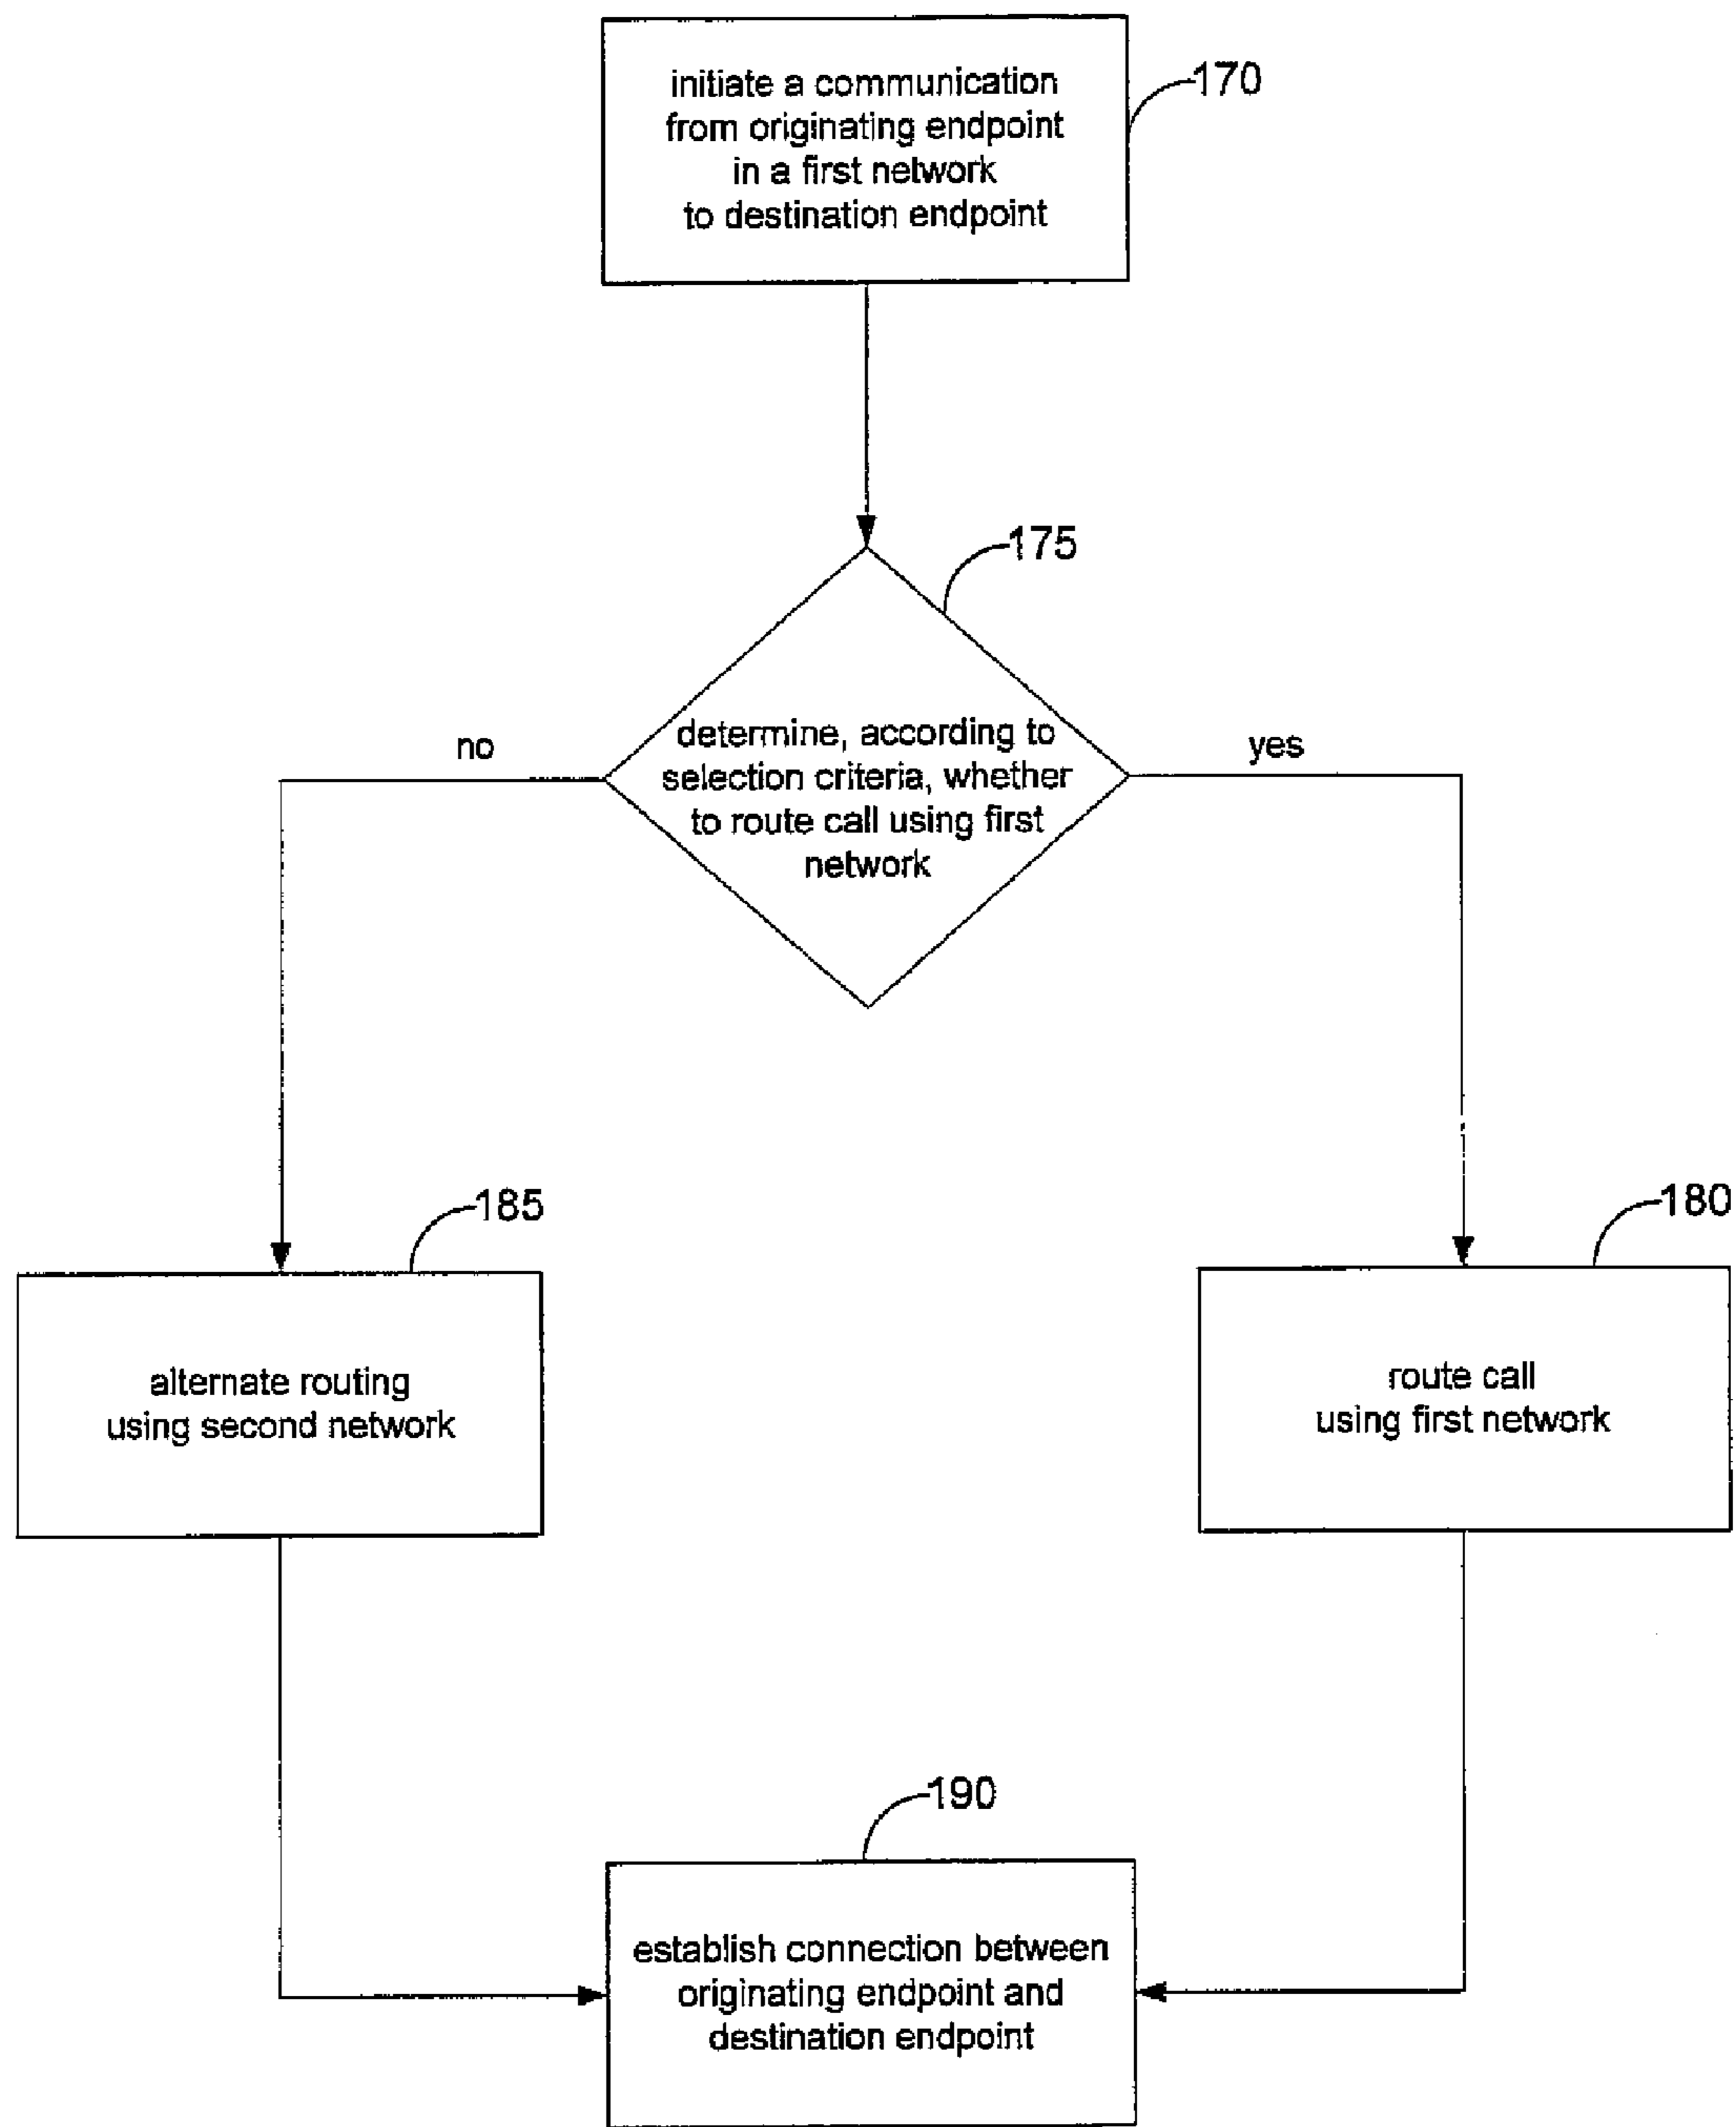 initiate a communication
from originating endpoint
in a first network
to destination endpoint
170
175
determine, according to
selection criteria, whether
to route call using first
network
no
yes
185
alternate routing
using second network
180
route call
using first network
190
establish connection between
originating endpoint and
destination endpoint